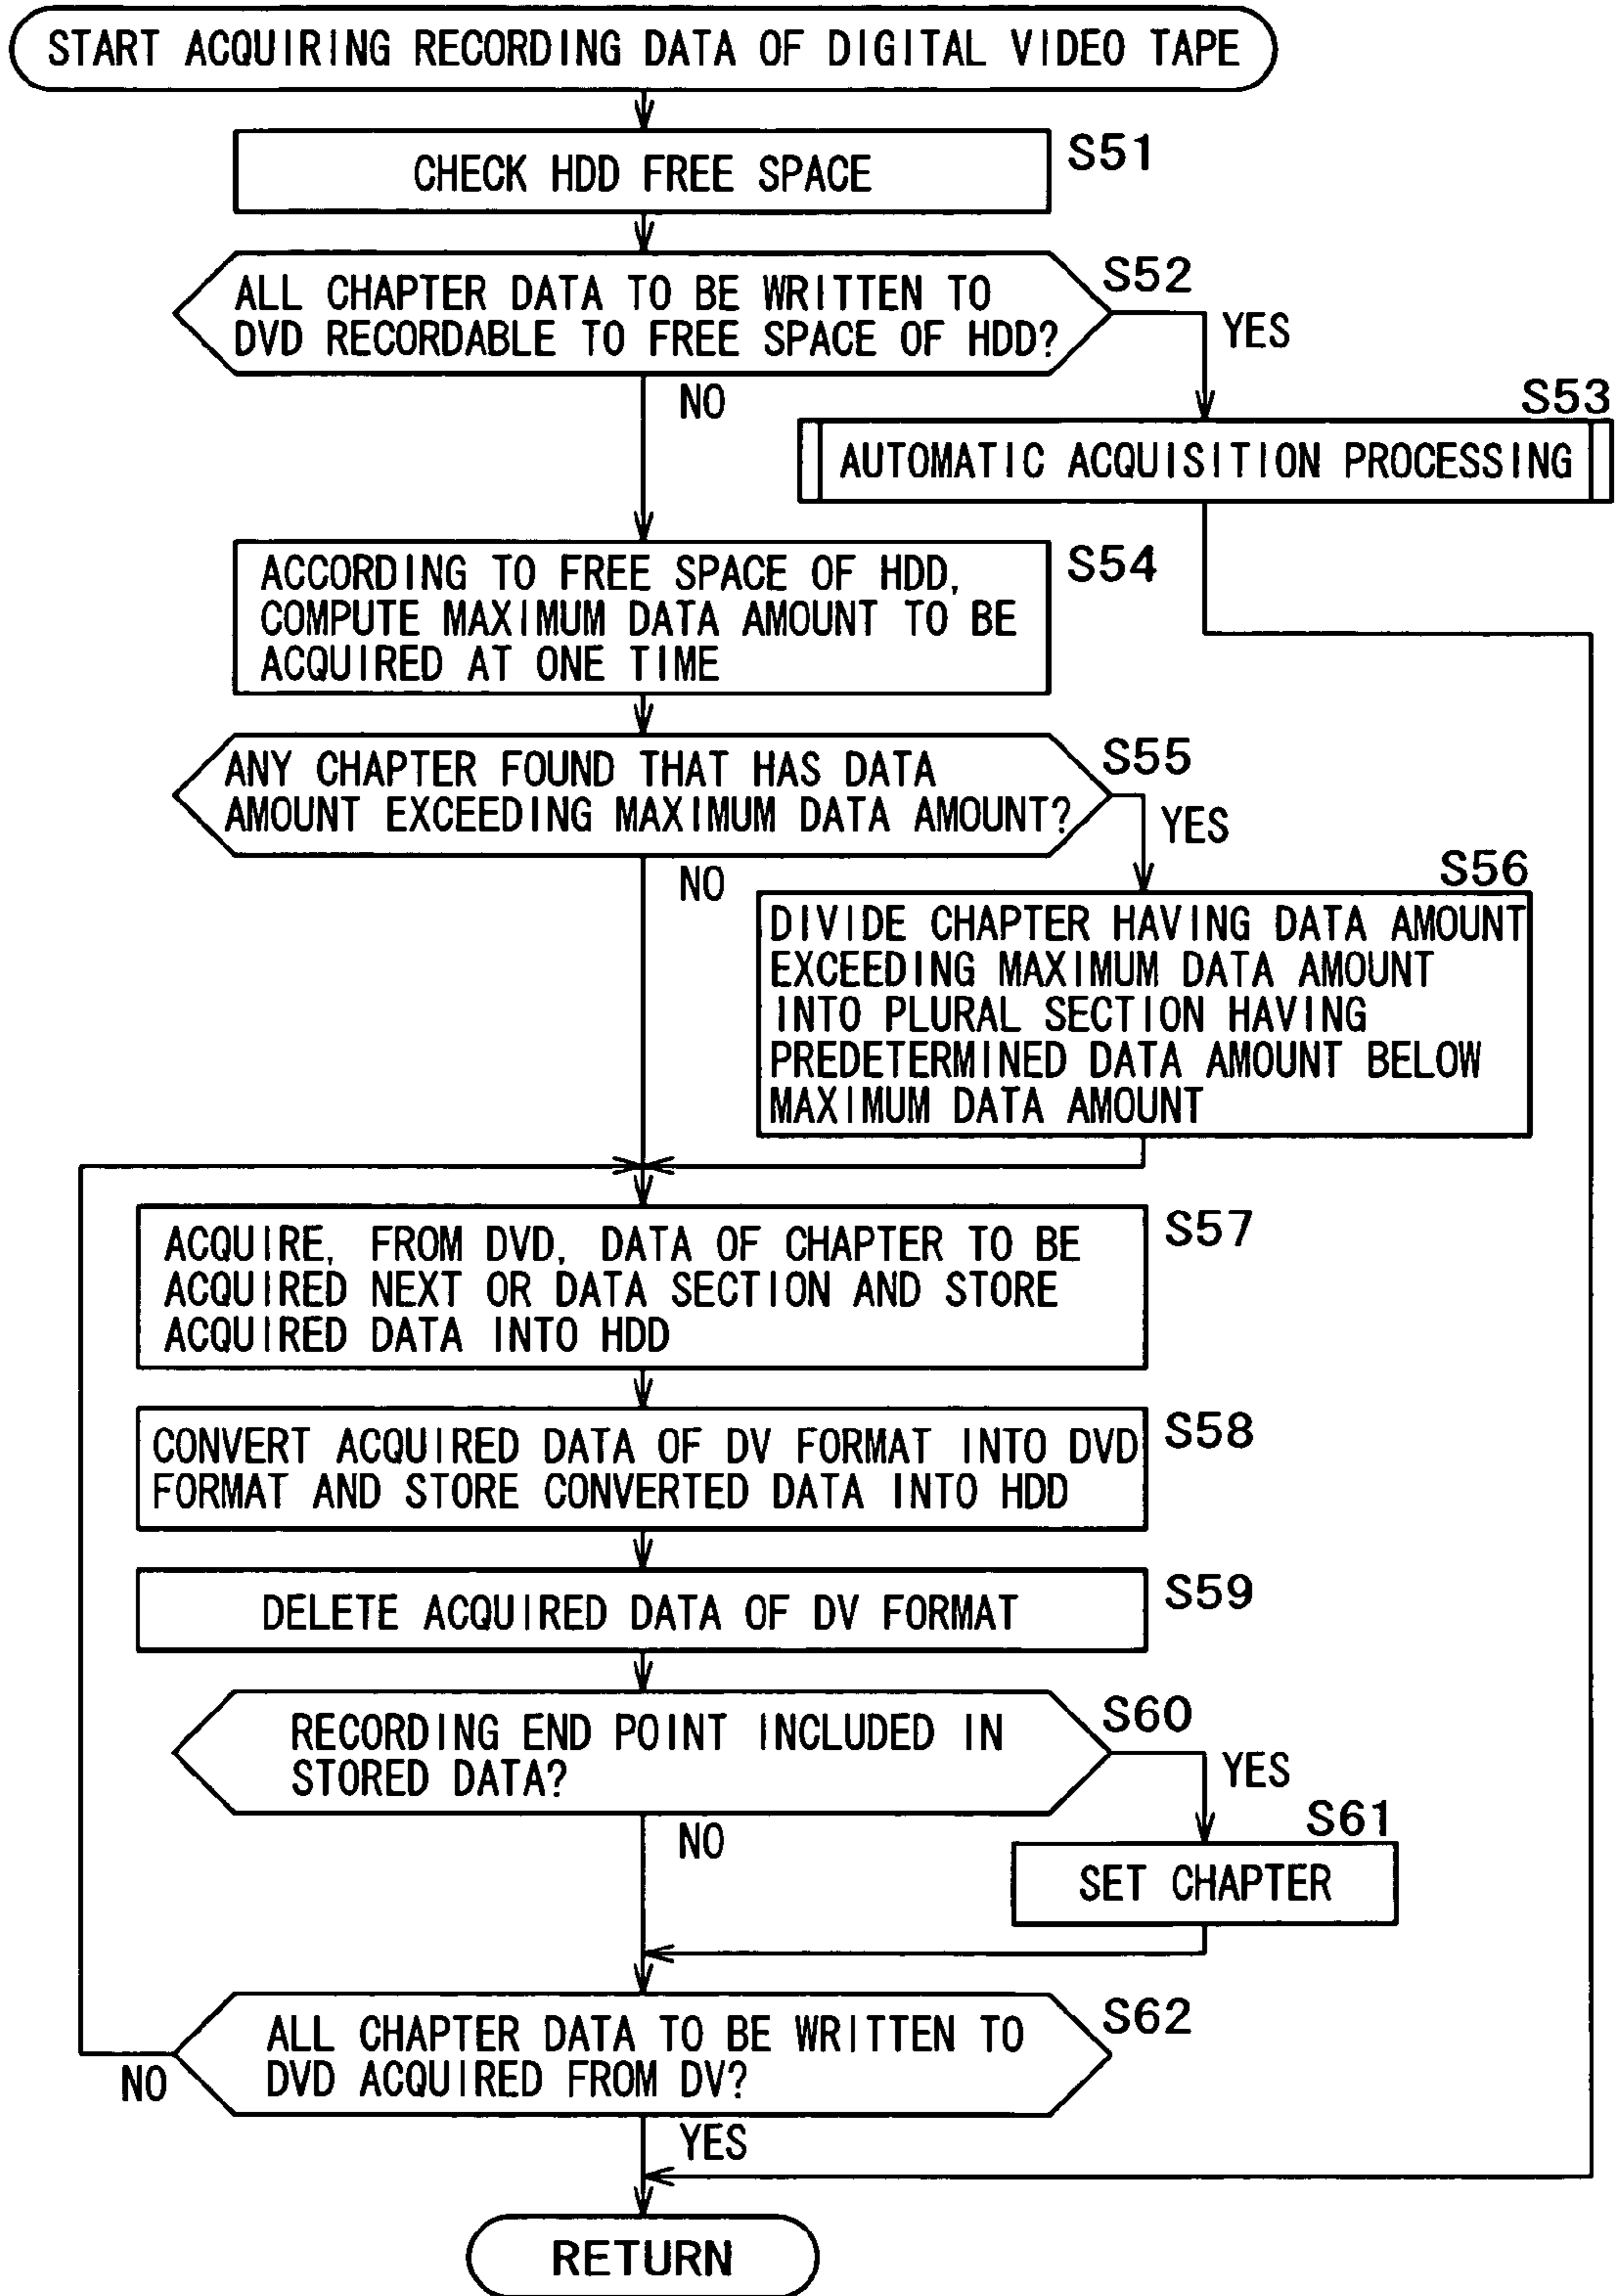 START ACQUIRING RECORDING DATA OF DIGITAL VIDEO TAPE
CHECK HDD FREE SPACE
S51
ALL CHAPTER DATA TO BE WRITTEN TO
DVD RECORDABLE TO FREE SPACE OF HDD?
S52
YES
NO
S53
AUTOMATIC ACQUISITION PROCESSING
ACCORDING TO FREE SPACE OF HDD,
COMPUTE MAXIMUM DATA AMOUNT TO BE
ACQUIRED AT ONE TIME
S54
ANY CHAPTER FOUND THAT HAS DATA
AMOUNT EXCEEDING MAXIMUM DATA AMOUNT?
S55
YES
NO
S56
DIVIDE CHAPTER HAVING DATA AMOUNT
EXCEEDING MAXIMUM DATA AMOUNT
INTO PLURAL SECTION HAVING
PREDETERMINED DATA AMOUNT BELOW
MAXIMUM DATA AMOUNT
ACQUIRE, FROM DVD, DATA OF CHAPTER TO BE
ACQUIRED NEXT OR DATA SECTION AND STORE
ACQUIRED DATA INTO HDD
S57
CONVERT ACQUIRED DATA OF DV FORMAT INTO DVD
FORMAT AND STORE CONVERTED DATA INTO HDD
S58
DELETE ACQUIRED DATA OF DV FORMAT
S59
RECORDING END POINT INCLUDED IN
STORED DATA?
S60
YES
NO
S61
SET CHAPTER
ALL CHAPTER DATA TO BE WRITTEN TO
DVD ACQUIRED FROM DV?
S62
NO
YES
RETURN